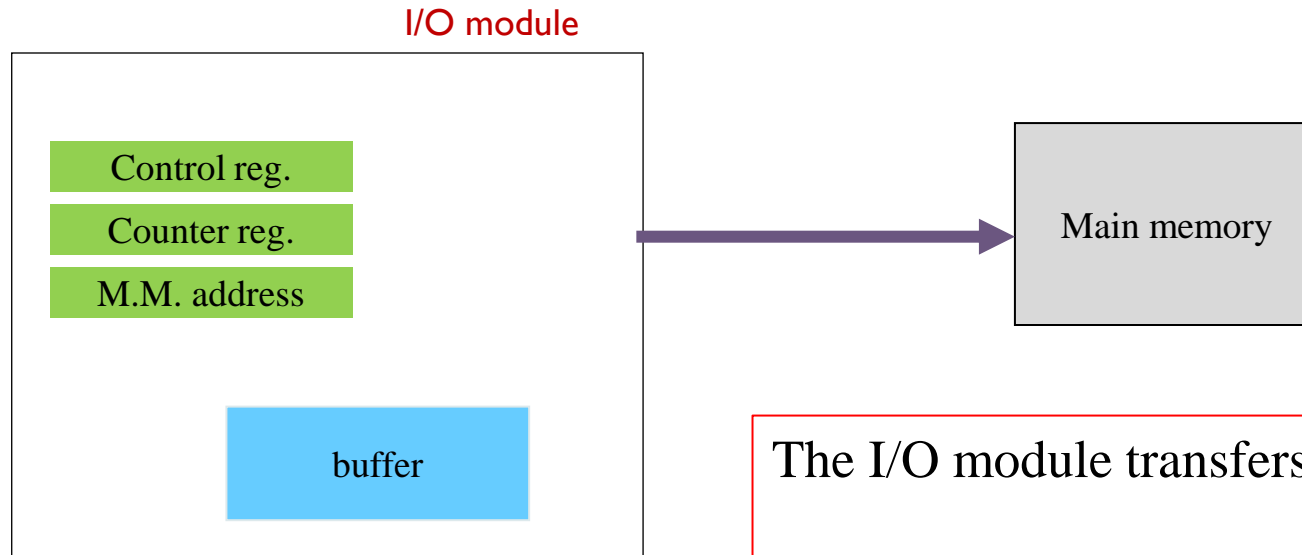 I/O module
Control reg.
Counter reg.
M.M. address
Main memory
buffer
The I/O module transfers